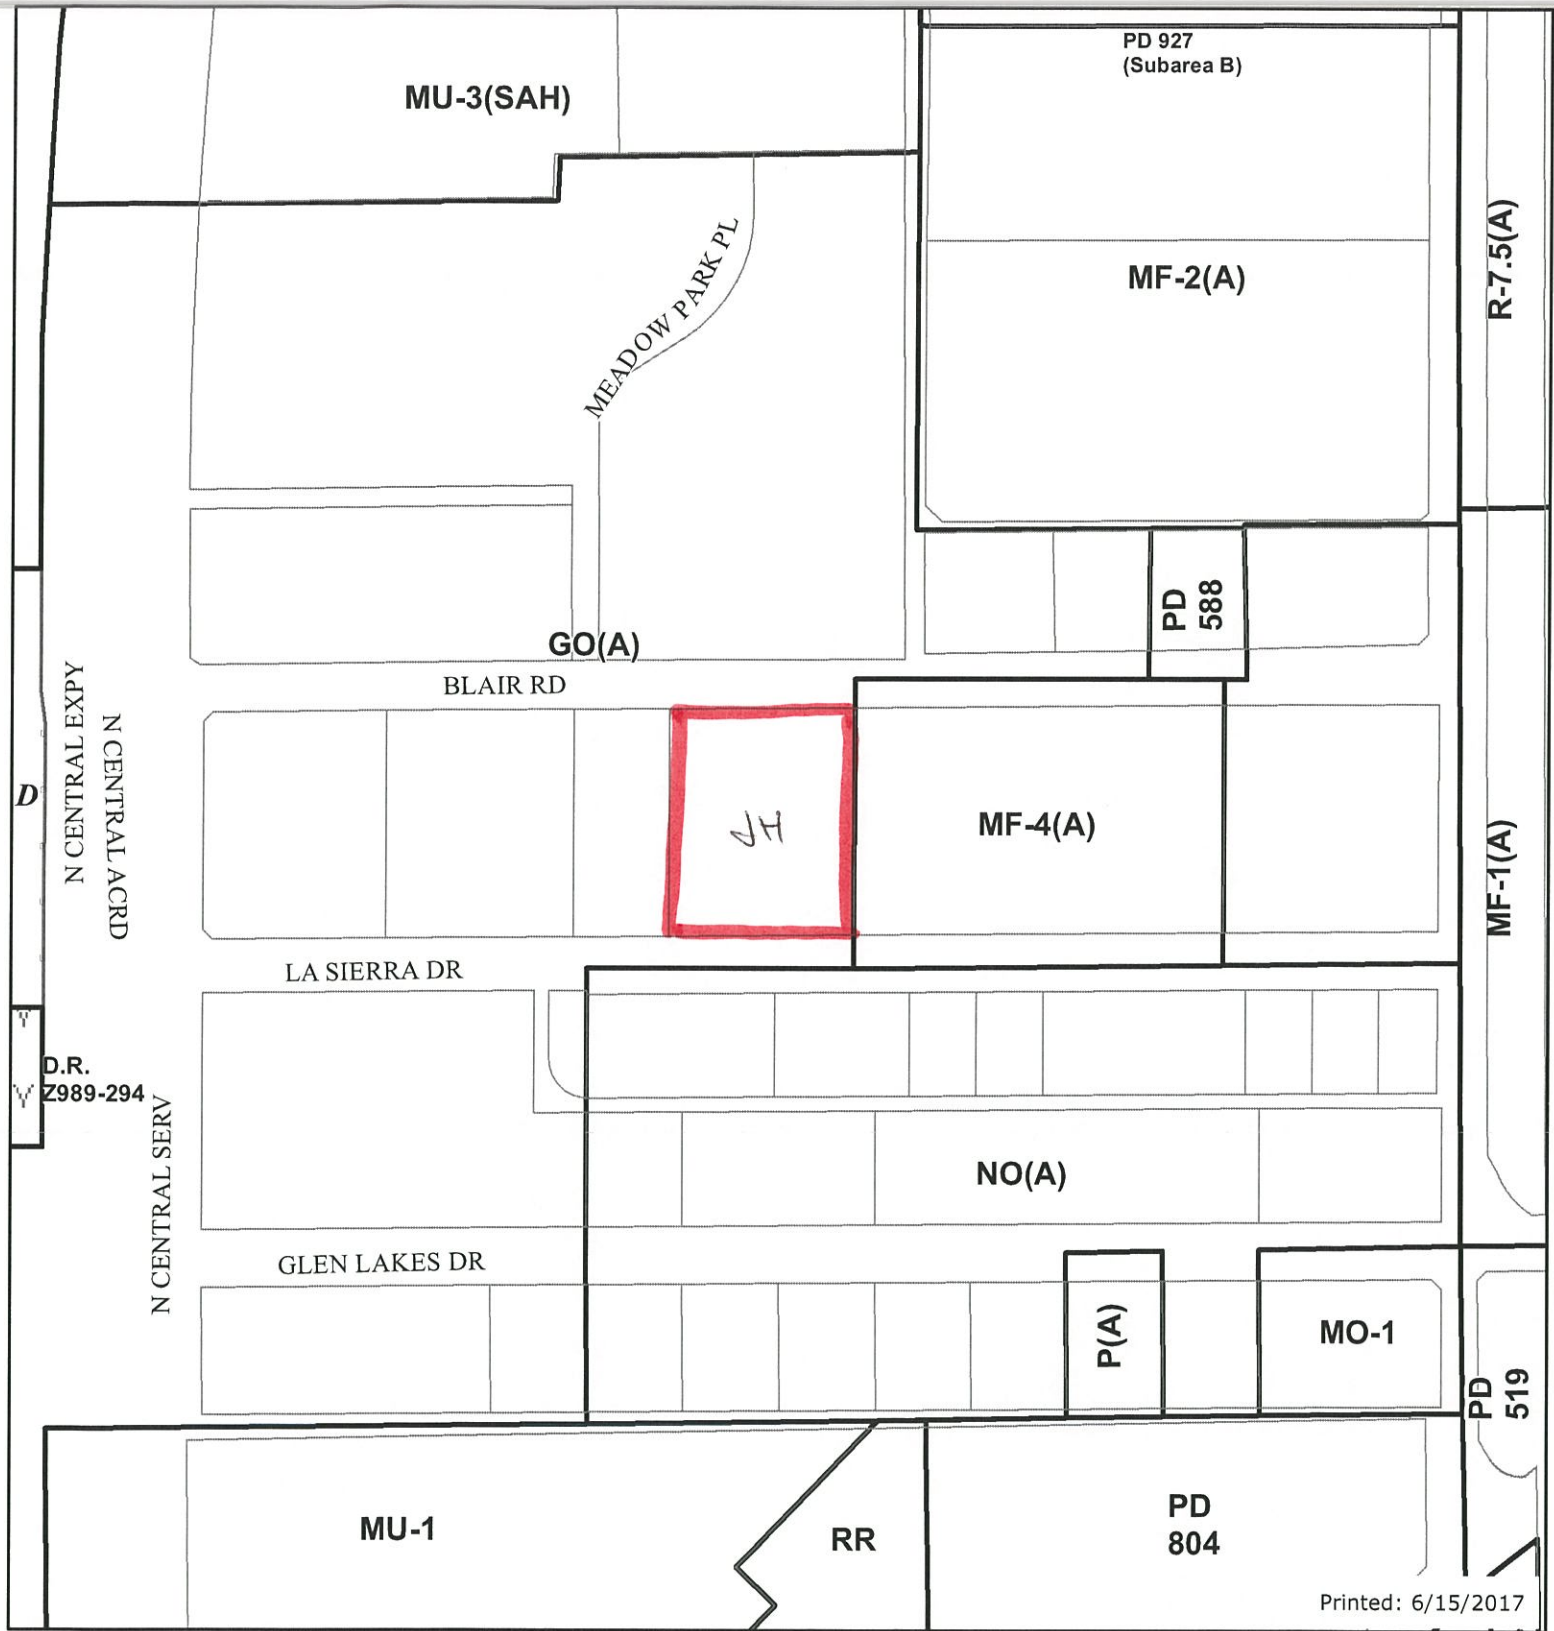 PD 927
(Subarea B)
MU-3(SAH)
R-7.5(A)
MEADOW PARK PL
MF-2(A)
PD
588
GO(A)
BLAIR RD
N CENTRAL EXPY
N CENTRAL ACRD
D
MF-4(A)
MF-1(A)
LA SIERRA DR
D.R.
Z989-294
N CENTRAL SERV
NO(A)
GLEN LAKES DR
P(A)
MO-1
PD
519
MU-1
RR
PD
804
Printed: 6/15/2017